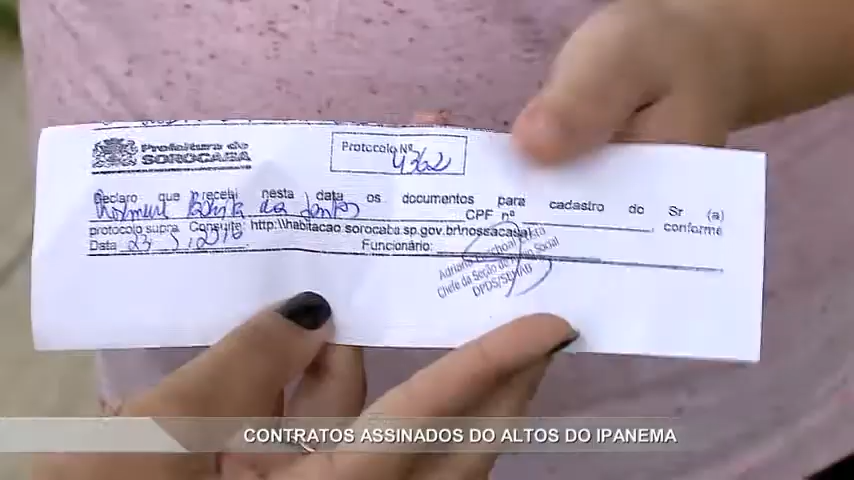 Prefeitura de
SOROCABA
Protocolo Nº 4362
Declaro que recebi nesta data os documentos para cadastro do Sr (a)
CPF nº , conforme
protocolo supra. Consulte: http://habitacao.sorocaba.sp.gov.br/nossacasa/
Data 23 Funcionário:
Chefe da Seção de Social
DPDS/SEHAB
CONTRATOS ASSINADOS DO ALTOS DO IPANEMA